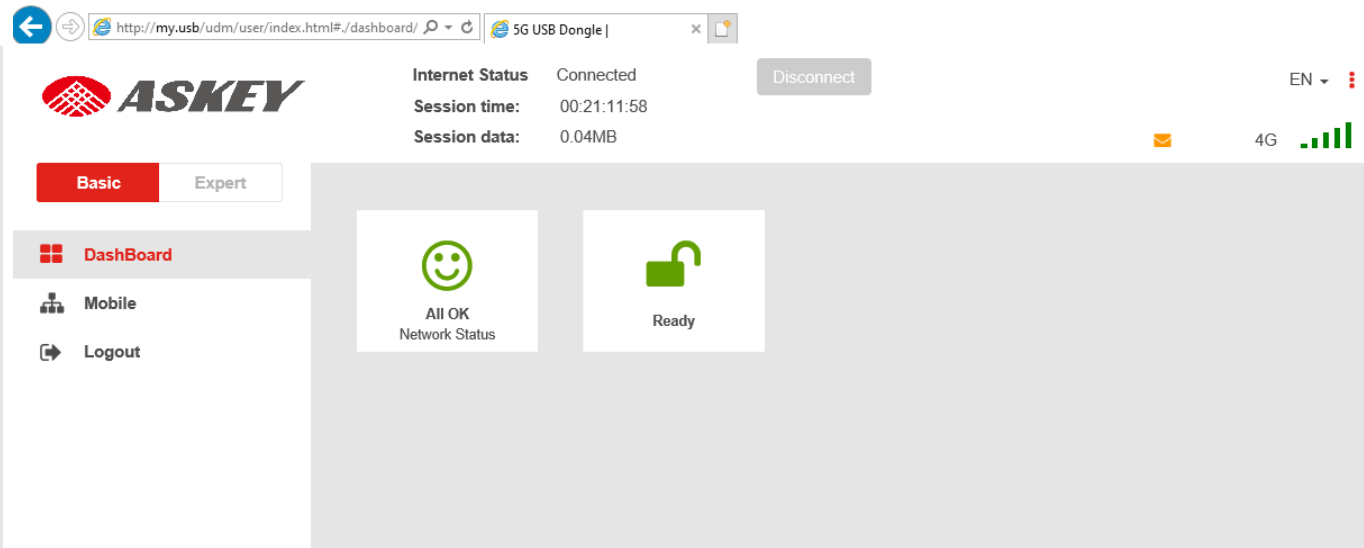 http://my.usb/udm/user/index.html#./dashboard/
5G USB Dongle |
ASKEY
Internet Status Connected
Disconnect
EN
Session time: 00:21:11:58
Session data: 0.04MB
4G
Basic Expert
DashBoard
Mobile
Logout
All OK
Network Status
Ready